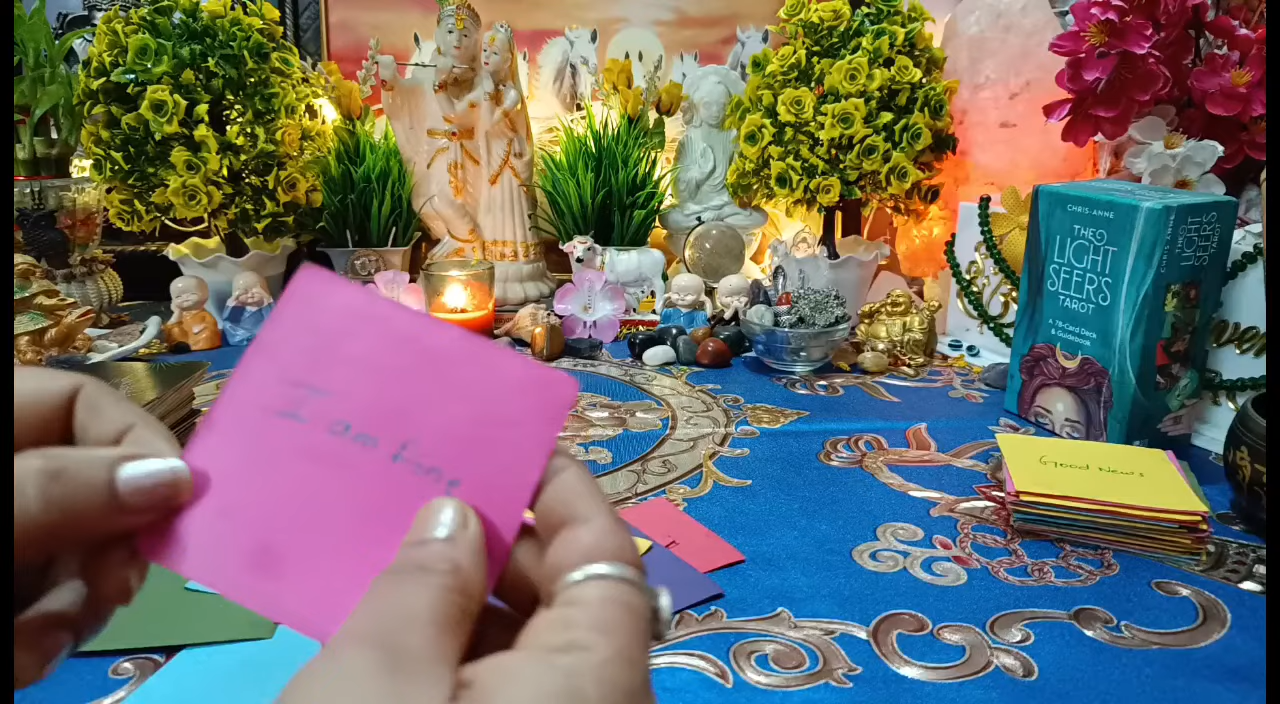 I am fine
CHRIS-ANNE
THE
LIGHT
SEER'S
TAROT
A 78-Card Deck
& Guidebook
CHRIS-ANNE
THE
LIGHT
SEER'S
TAROT
Good News